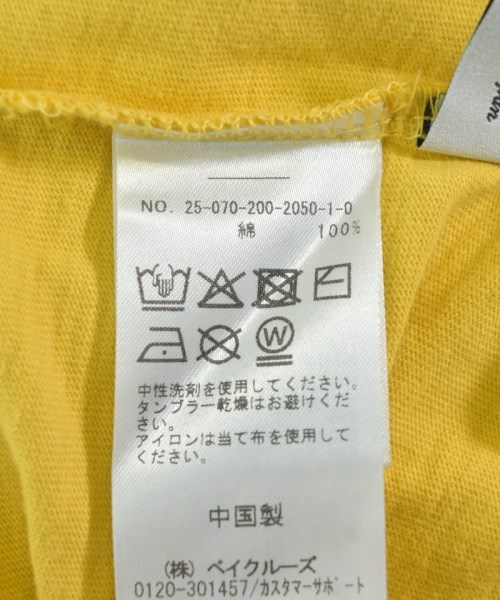 NO. 25-070-200-2050-1-0
綿 100%
W
中性洗剤を使用してください。
タンブラー乾燥はお避けくだ
さい。
アイロンは当て布を使用して
ください。
中国製
(株) ベイクルーズ
0120-301457/カスタマーサポート